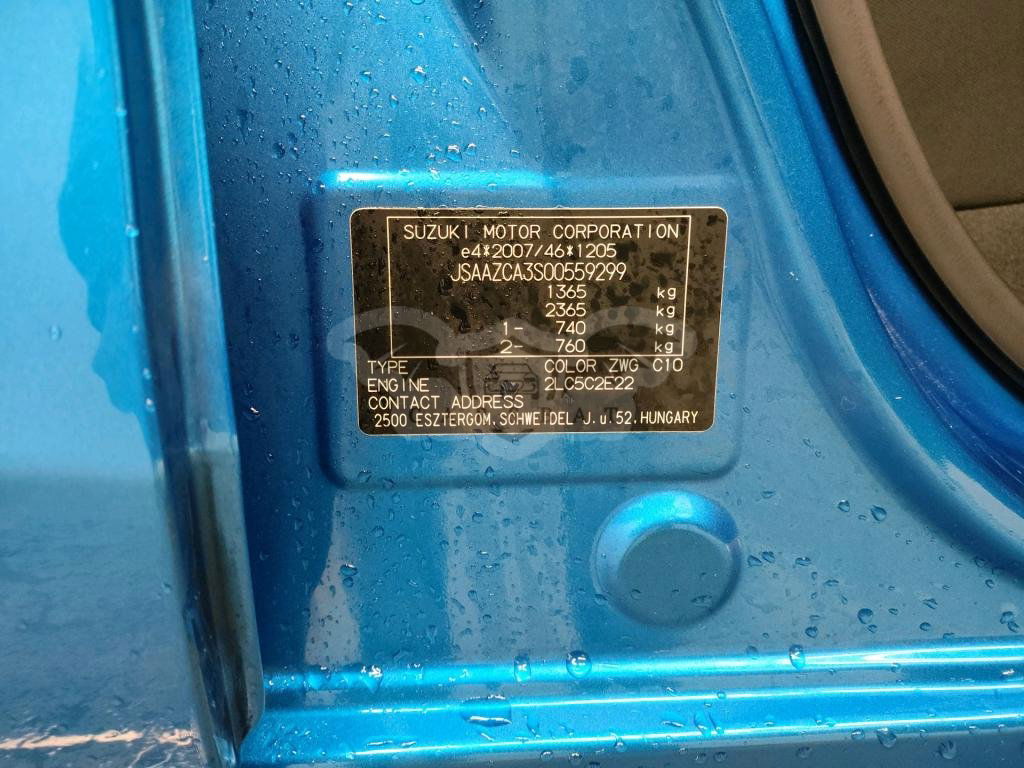 SUZUKI MOTOR CORPORATION
e4*2007/46*1205
JSAAZCA3S00559299
1365 kg
2365 kg
1- 740 kg
2- 760 kg
TYPE COLOR ZWG C10
ENGINE 2LC5C2E22
CONTACT ADDRESS
2500 ESZTERGOM, SCHWEIDEL J. u. 52. HUNGARY